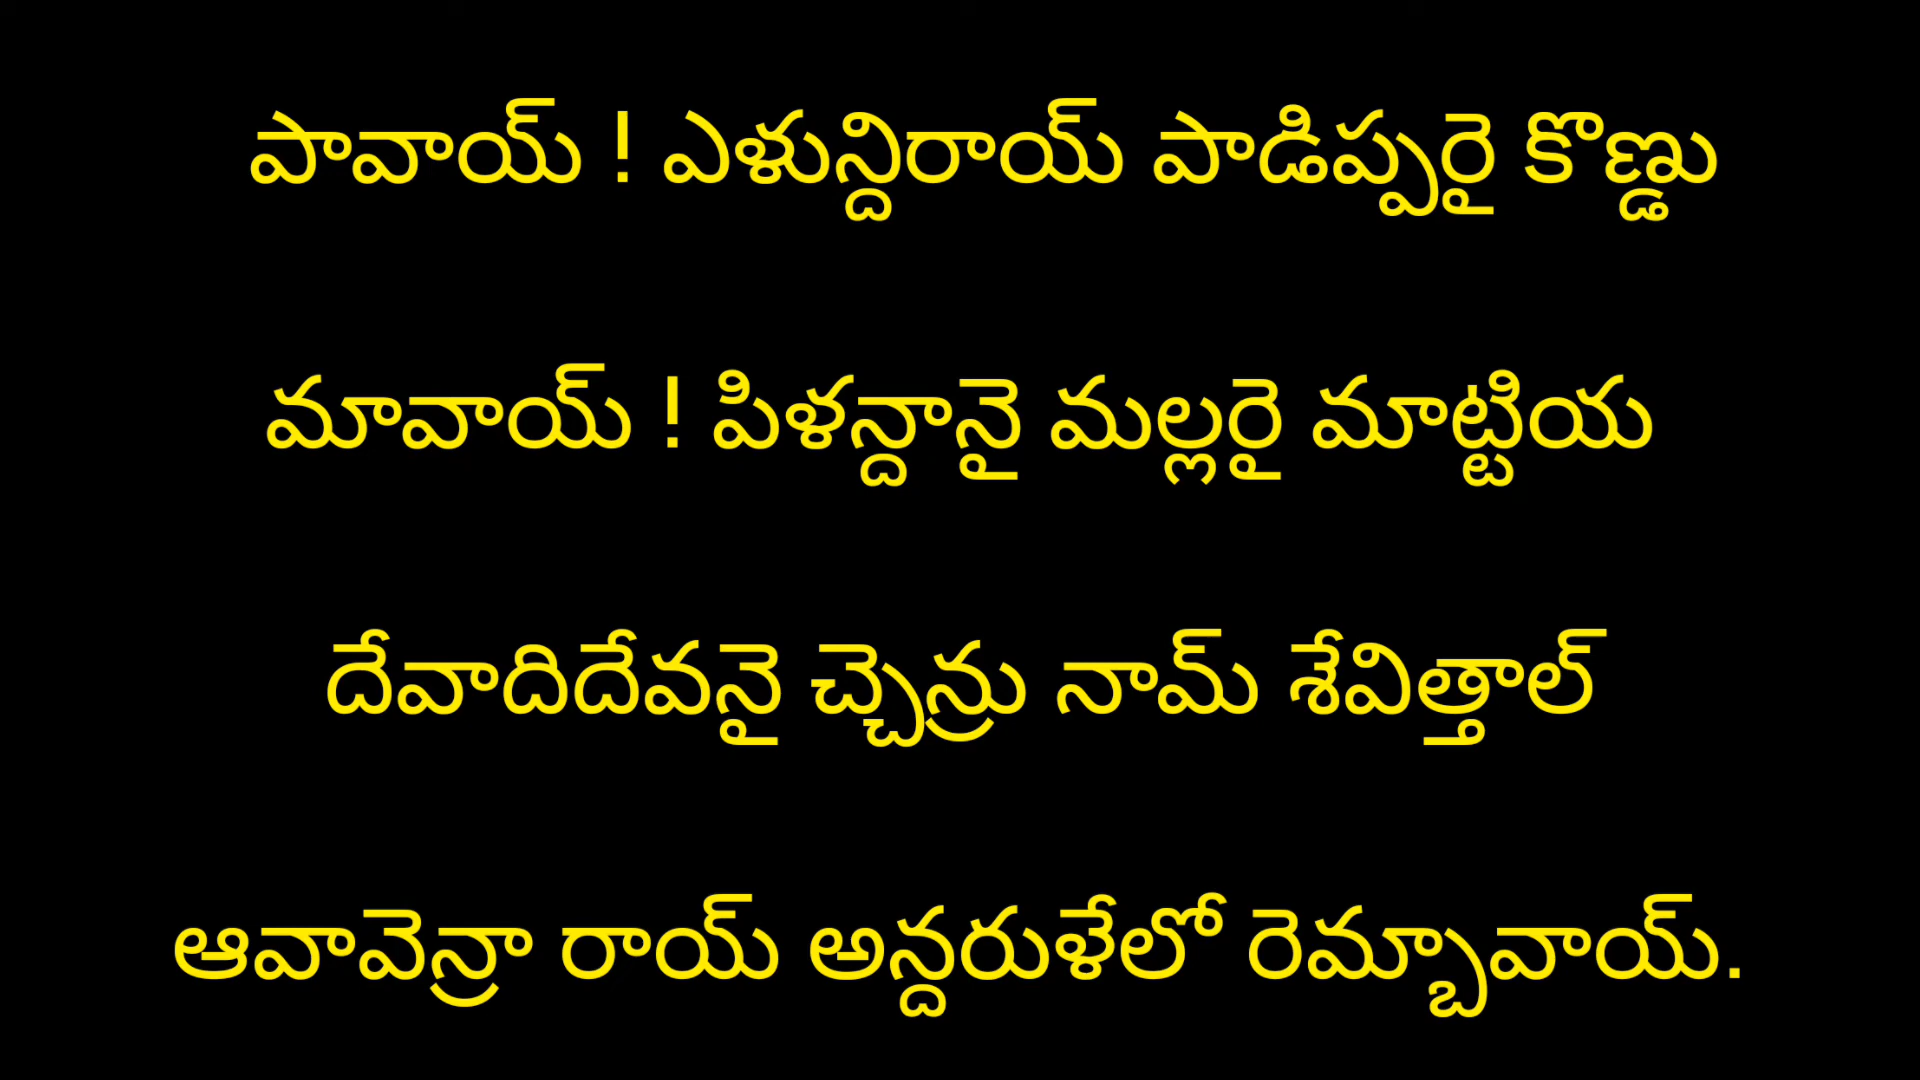 పావాయ్ ! ఎళున్దిరాయ్ పాడిప్పరై కొణ్డు
మావాయ్ ! పిళన్దానై మల్లరై మాట్టియ
దేవాదిదేవనై చ్చెన్రు నామ్ శేవిత్తాల్
ఆవావెన్రా రాయ్ అన్దరుళేలో రెమ్బావాయ్.